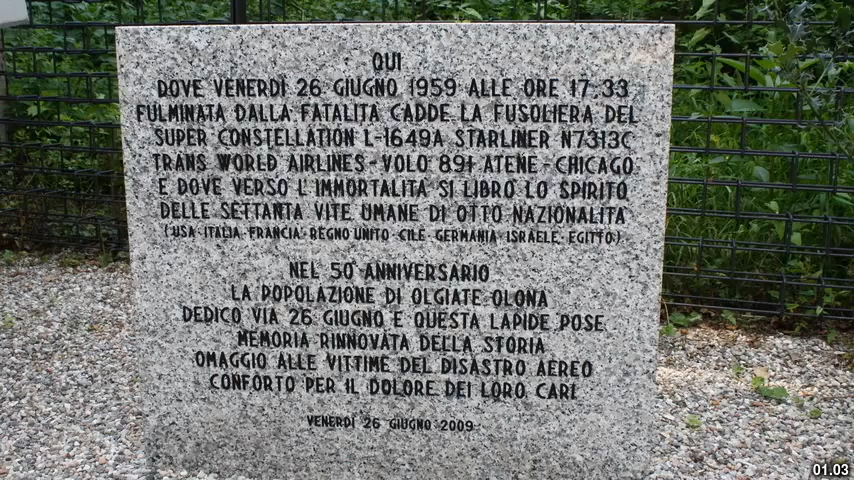 QUI
DOVE VENERDÌ 26 GIUGNO 1959 ALLE ORE 17:33
FULMINATA DALLA FATALITÀ CADDE LA FUSOLIERA DEL
SUPER CONSTELLATION L-1649A STARLINER N7313C
TRANS WORLD AIRLINES - VOLO 891 ATENE - CHICAGO
E DOVE VERSO L'IMMORTALITÀ SI LIBRÒ LO SPIRITO
DELLE SETTANTA VITE UMANE DI OTTO NAZIONALITÀ
(USA - ITALIA - FRANCIA - REGNO UNITO - CILE - GERMANIA - ISRAELE - EGITTO)
NEL 50° ANNIVERSARIO
LA POPOLAZIONE DI OLGIATE OLONA
DEDICÒ VIA 26 GIUGNO E QUESTA LAPIDE POSE
MEMORIA RINNOVATA DELLA STORIA
OMAGGIO ALLE VITTIME DEL DISASTRO AEREO
CONFORTO PER IL DOLORE DEI LORO CARI
VENERDÌ 26 GIUGNO 2009
01.03